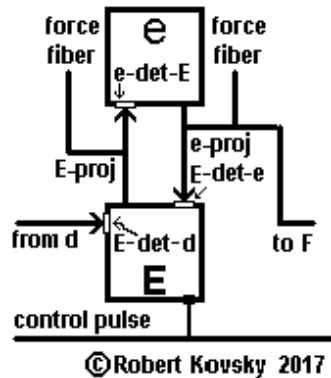 force
fiber
e
force
fiber
e-det-E
E-proj
e-proj
E-det-e
from d
E-det-d
to F
E
control pulse
©Robert Kovsky 2017